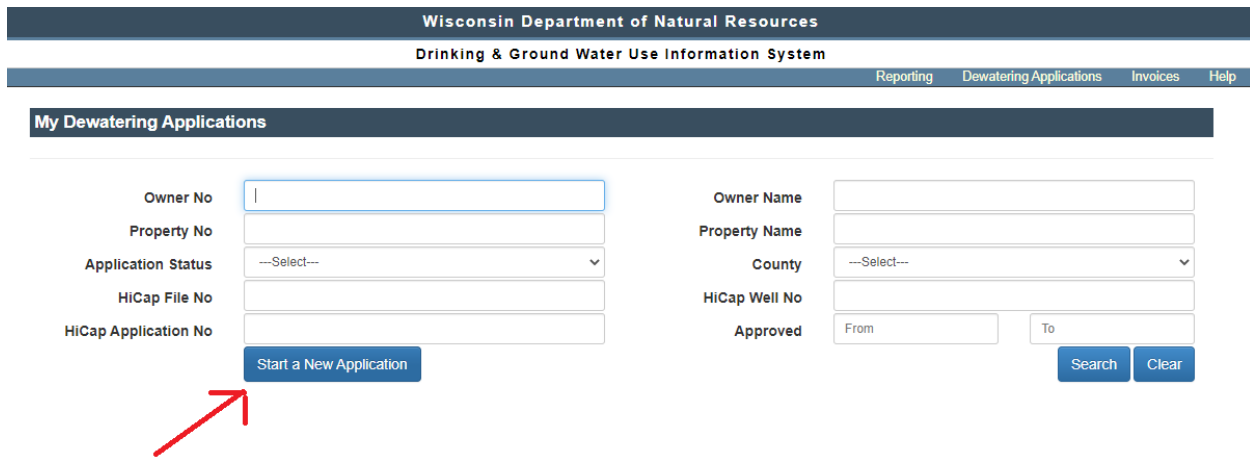 Wisconsin Department of Natural Resources
Drinking & Ground Water Use Information System
Reporting Dewatering Applications Invoices Help
My Dewatering Applications
Owner No Owner Name
Property No Property Name
Application Status ---Select--- County ---Select---
HiCap File No HiCap Well No
HiCap Application No Approved From To
Start a New Application Search Clear